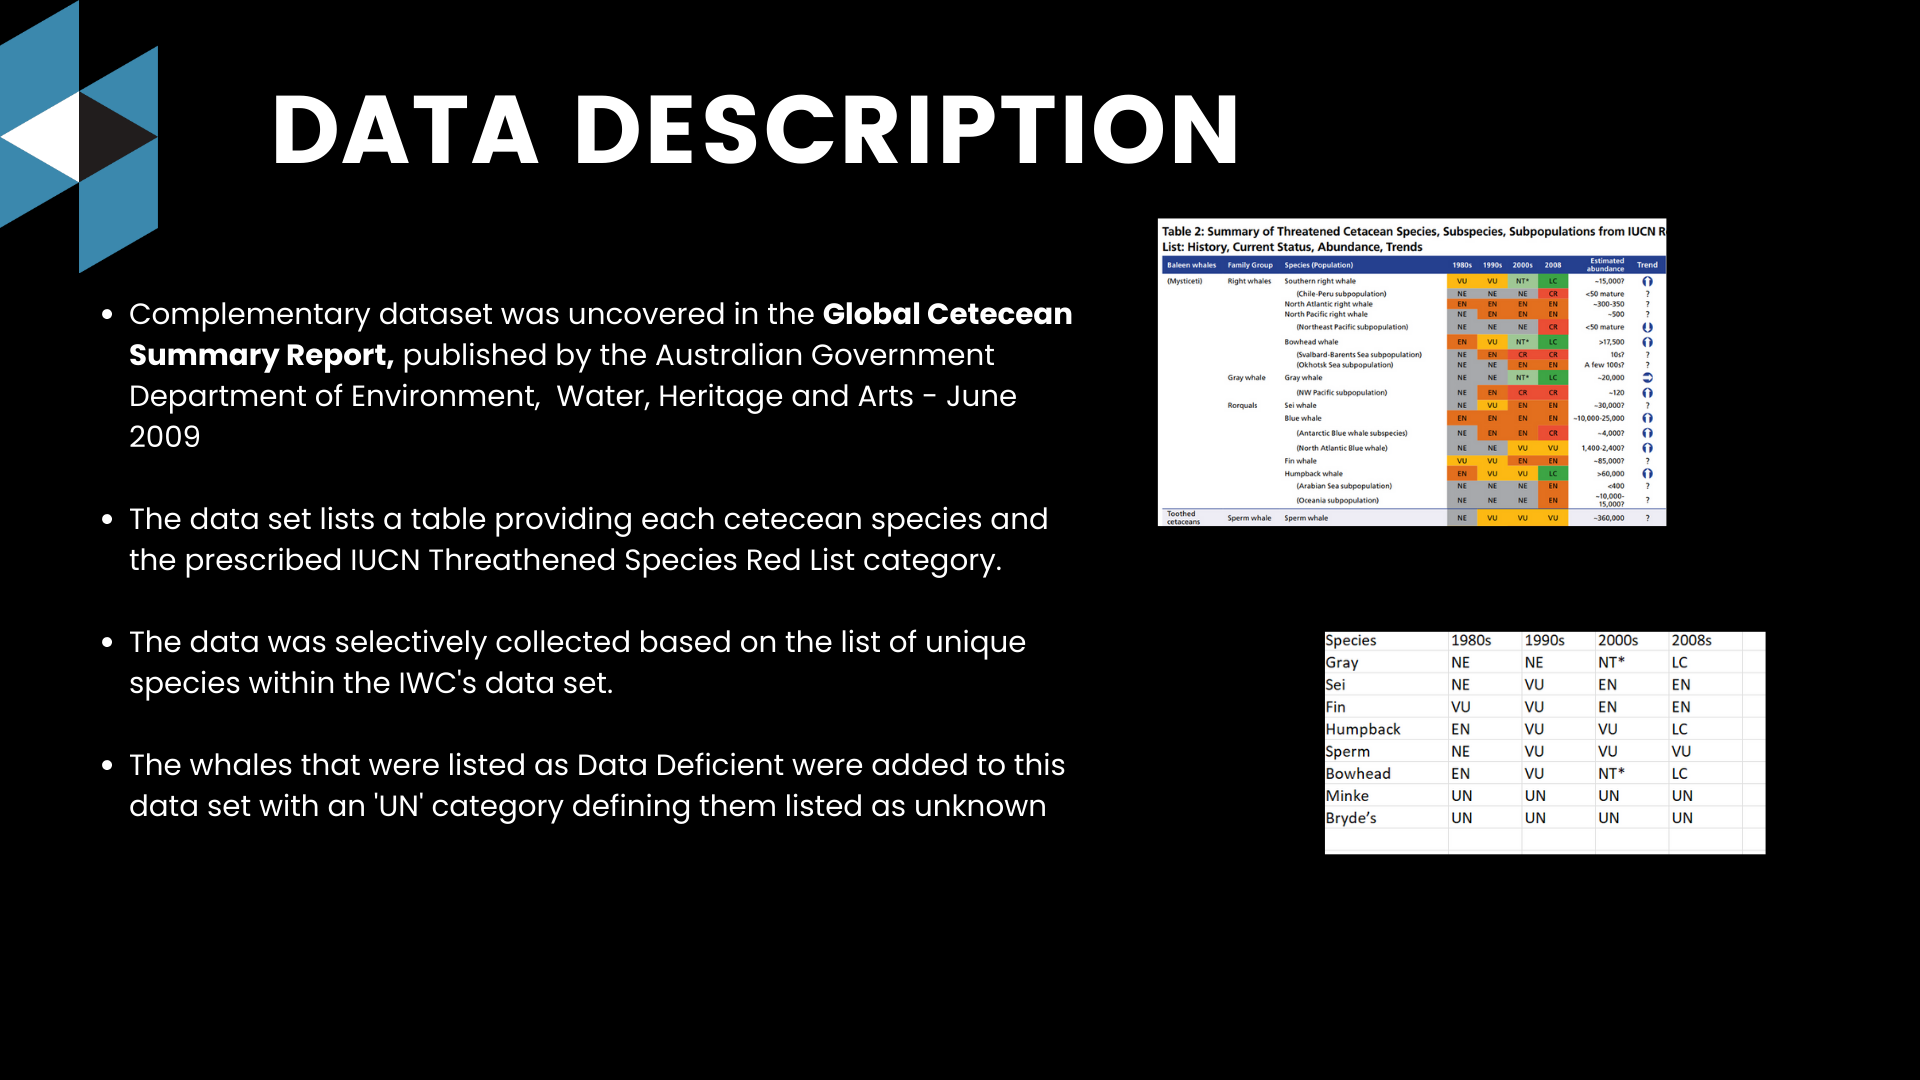 DATA DESCRIPTION
• Complementary dataset was uncovered in the Global Cetecean
Summary Report, published by the Australian Government
Department of Environment,  Water, Heritage and Arts - June
2009
• The data set lists a table providing each cetecean species and
the prescribed IUCN Threathened Species Red List category.
• The data was selectively collected based on the list of unique
species within the IWC's data set.
• The whales that were listed as Data Deficient were added to this
data set with an 'UN' category defining them listed as unknown
Table 2: Summary of Threatened Cetacean Species, Subspecies, Subpopulations from IUCN R
List: History, Current Status, Abundance, Trends
Baleen whales Family Group Species (Population) 1980s 1990s 2000s 2008 Estimated abundance Trend
(Mysticeti) Right whales Southern right whale VU VU NT* LC ~15,000?
(Chile-Peru subpopulation) NE NE NE CR <50 mature ?
North Atlantic right whale EN EN EN EN ~300-350 ?
North Pacific right whale NE EN EN EN ~500 ?
(Northeast Pacific subpopulation) NE NE NE CR <50 mature
Bowhead whale EN VU NT* LC >17,500
(Svalbard-Barents Sea subpopulation) NE EN CR CR 10s? ?
(Okhotsk Sea subpopulation) NE NE EN EN A few 100s? ?
Gray whale Gray whale NE NE NT* LC ~20,000
(NW Pacific subpopulation) NE EN CR CR ~120
Rorquals Sei whale NE VU EN EN ~30,000? ?
Blue whale EN EN EN EN ~10,000-25,000
(Antarctic Blue whale subspecies) NE EN EN CR ~4,000?
(North Atlantic Blue whale) NE NE VU VU 1,400-2,400?
Fin whale VU VU EN EN ~85,000? ?
Humpback whale EN VU VU LC >60,000
(Arabian Sea subpopulation) NE NE NE EN <400 ?
(Oceania subpopulation) NE NE NE EN ~10,000-15,000? ?
Toothed cetaceans Sperm whale Sperm whale NE VU VU VU ~360,000 ?
Species 1980s 1990s 2000s 2008s
Gray NE NE NT* LC
Sei NE VU EN EN
Fin VU VU EN EN
Humpback EN VU VU LC
Sperm NE VU VU VU
Bowhead EN VU NT* LC
Minke UN UN UN UN
Bryde’s UN UN UN UN